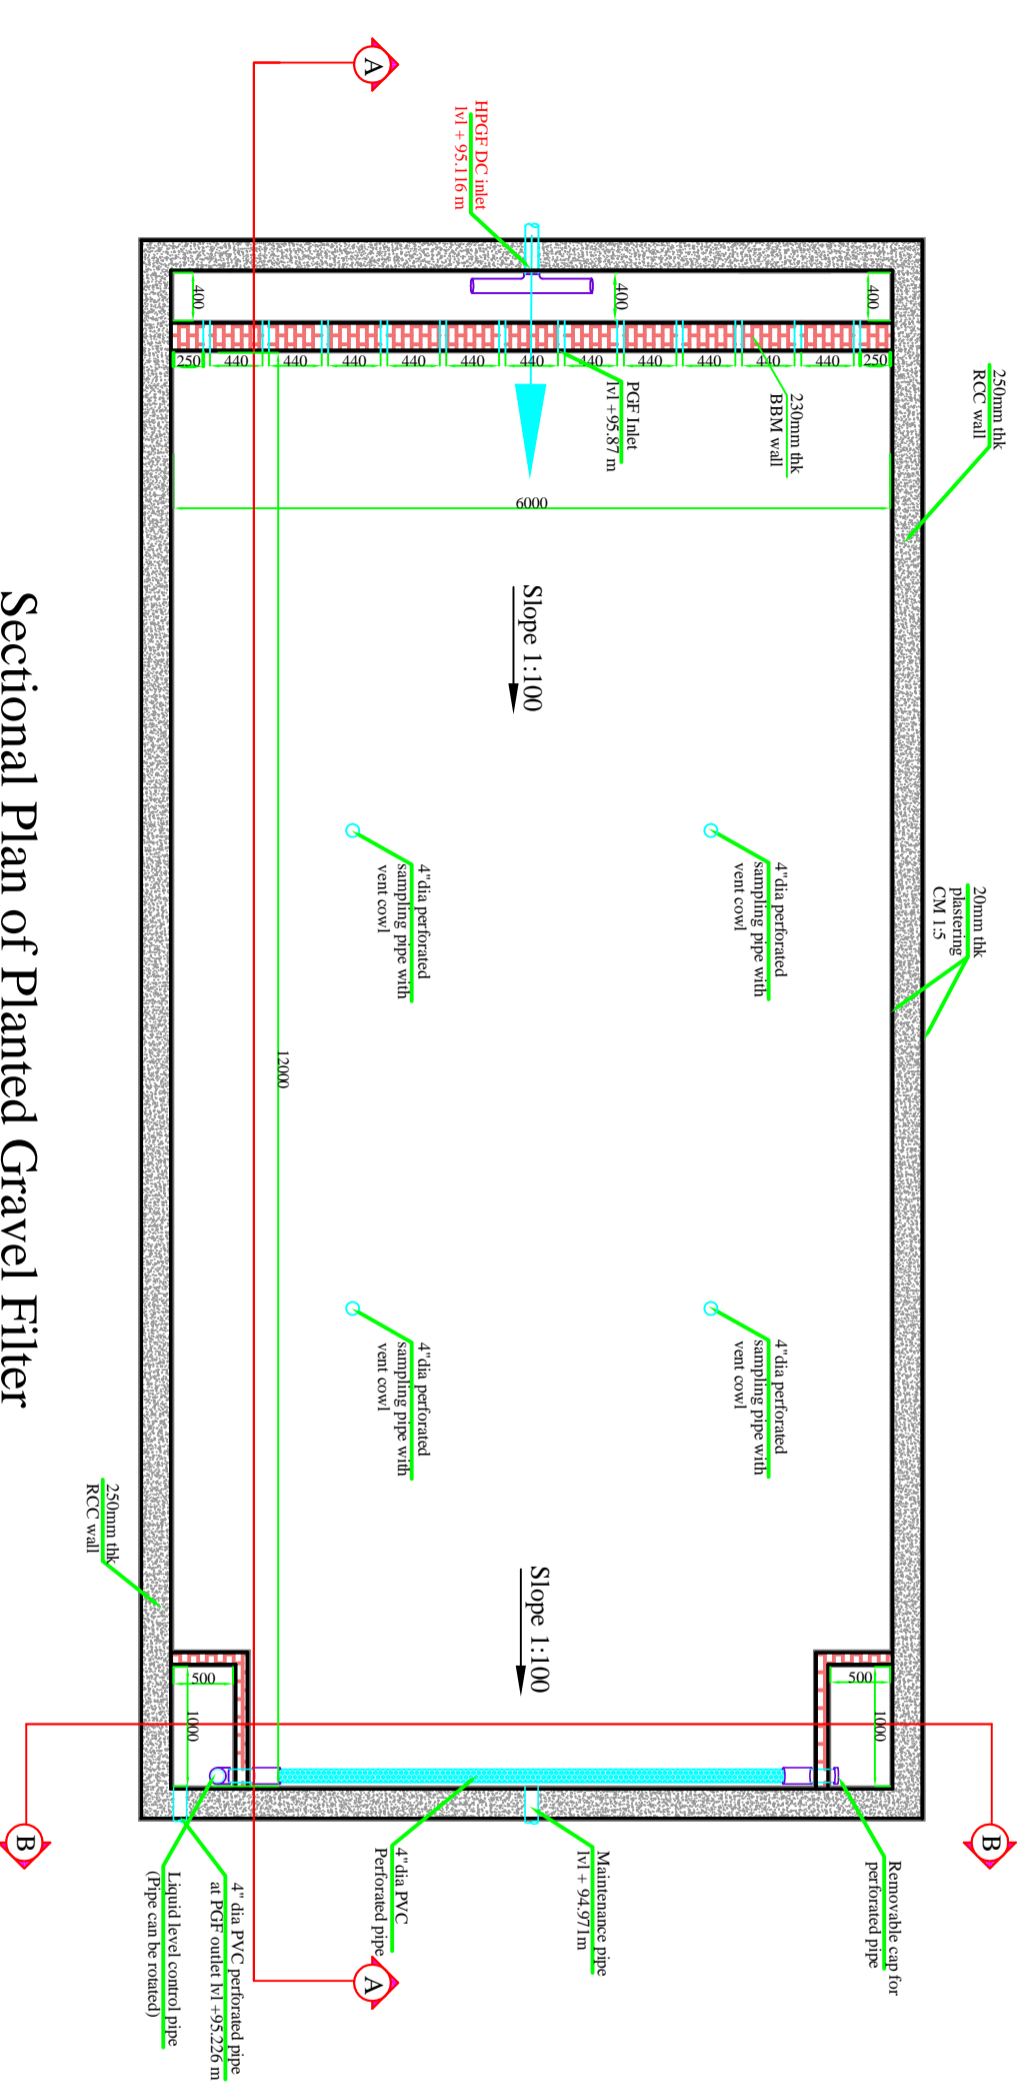 A
HPGF DC inlet
lvl + 95.116 m
400
400
400
250
440
440
440
440
440
440
440
440
440
440
440
250
PGF Inlet
lvl +95.87 m
230mm thk
BBM wall
250mm thk
RCC wall
6000
Slope 1:100
4"dia perforated
sampling pipe with
vent cowl
4"dia perforated
sampling pipe with
vent cowl
20mm thk
plastering
CM 1:5
12000
4"dia perforated
sampling pipe with
vent cowl
4"dia perforated
sampling pipe with
vent cowl
250mm thk
RCC wall
Slope 1:100
500
1000
500
1000
B
B
Removable cap for
perforated pipe
Maintenance pipe
lvl + 94.971m
4"dia PVC
Perforated pipe
A
4" dia PVC perforated pipe
at PGF outlet lvl +95.226 m
Liquid level control pipe
(Pipe can be rotated)
Sectional Plan of Planted Gravel Filter